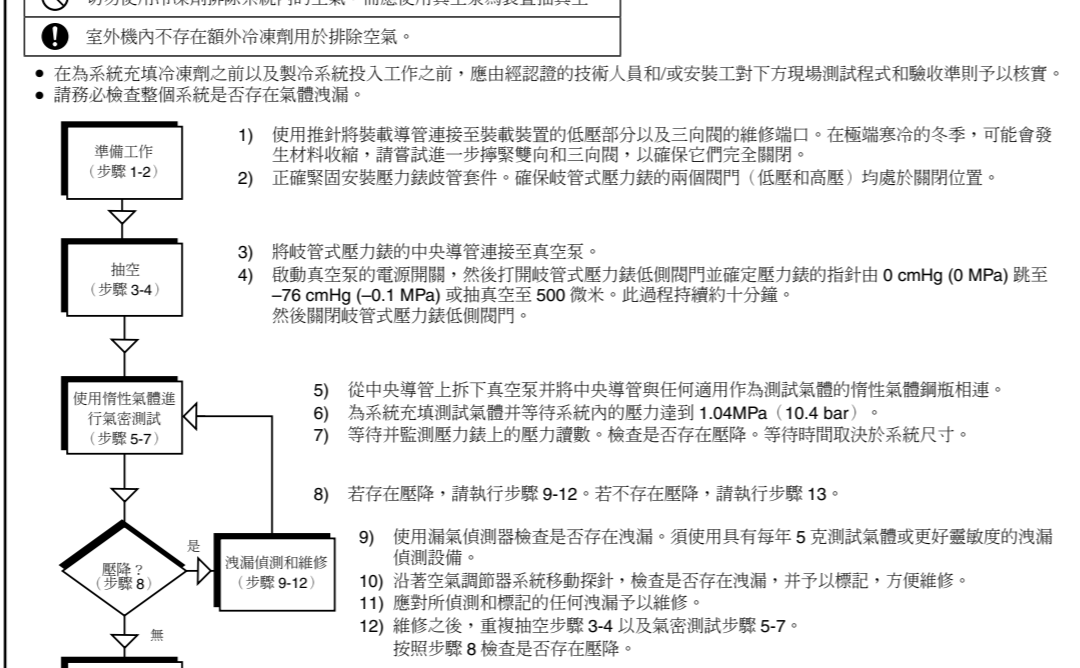 室外機內不存在額外冷凍劑用於排除空氣。
● 在為系統充填冷凍劑之前以及製冷系統投入工作之前，應由經認證的技術人員和/或安裝工對下方現場測試程式和驗收準則予以核實。
● 請務必檢查整個系統是否存在氣體洩漏。
準備工作
（步驟 1-2）
1) 使用推針將裝載導管連接至裝載裝置的低壓部分以及三向閥的維修端口。在極端寒冷的冬季，可能會發
生材料收縮，請嘗試進一步擰緊雙向和三向閥，以確保它們完全關閉。
2) 正確緊固安裝壓力錶歧管套件。確保岐管式壓力錶的兩個閥門（低壓和高壓）均處於關閉位置。
抽空
（步驟 3-4）
3) 將岐管式壓力錶的中央導管連接至真空泵。
4) 啟動真空泵的電源開關，然後打開岐管式壓力錶低側閥門並確定壓力錶的指針由 0 cmHg (0 MPa) 跳至
–76 cmHg (–0.1 MPa) 或抽真空至 500 微米。此過程持續約十分鐘。
然後關閉岐管式壓力錶低側閥門。
使用惰性氣體進
行氣密測試
（步驟 5-7）
5) 從中央導管上拆下真空泵并將中央導管與任何適用作為測試氣體的惰性氣體鋼瓶相連。
6) 為系統充填測試氣體并等待系統內的壓力達到 1.04MPa（10.4 bar）。
7) 等待并監測壓力錶上的壓力讀數。檢查是否存在壓降。等待時間取決於系統尺寸。
8) 若存在壓降，請執行步驟 9-12。若不存在壓降，請執行步驟 13。
壓降？
（步驟 8）
是
洩漏偵測和維修
（步驟 9-12）
9) 使用漏氣偵測器檢查是否存在洩漏。須使用具有每年 5 克測試氣體或更好靈敏度的洩漏
偵測設備。
10) 沿著空氣調節器系統移動探針，檢查是否存在洩漏，并予以標記，方便維修。
11) 應對所偵測和標記的任何洩漏予以維修。
12) 維修之後，重複抽空步驟 3-4 以及氣密測試步驟 5-7。
按照步驟 8 檢查是否存在壓降。
無